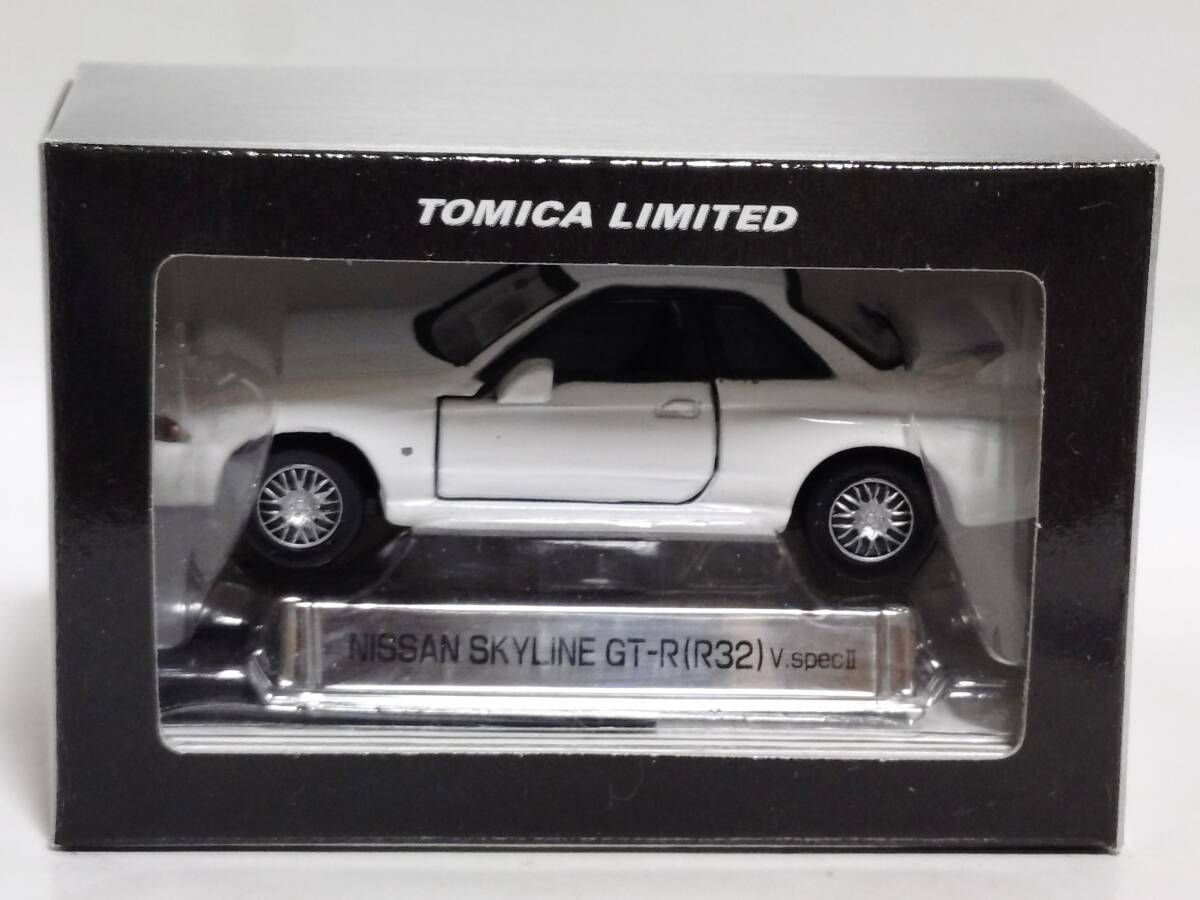 TOMICA LIMITED
NISSAN SKYLINE GT-R(R32) V.specⅡ